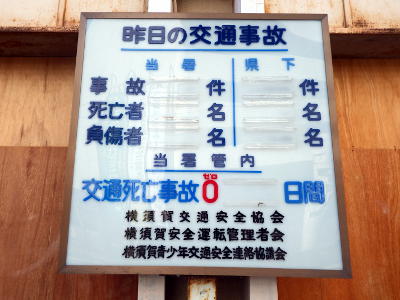 昨日の交通事故
当署 県下
事故 件 件
死亡者 名 名
負傷者 名 名
当署管内
ゼロ
交通死亡事故0 日間
横須賀交通安全協会
横須賀安全運転管理者会
横須賀青少年交通安全連絡協議会